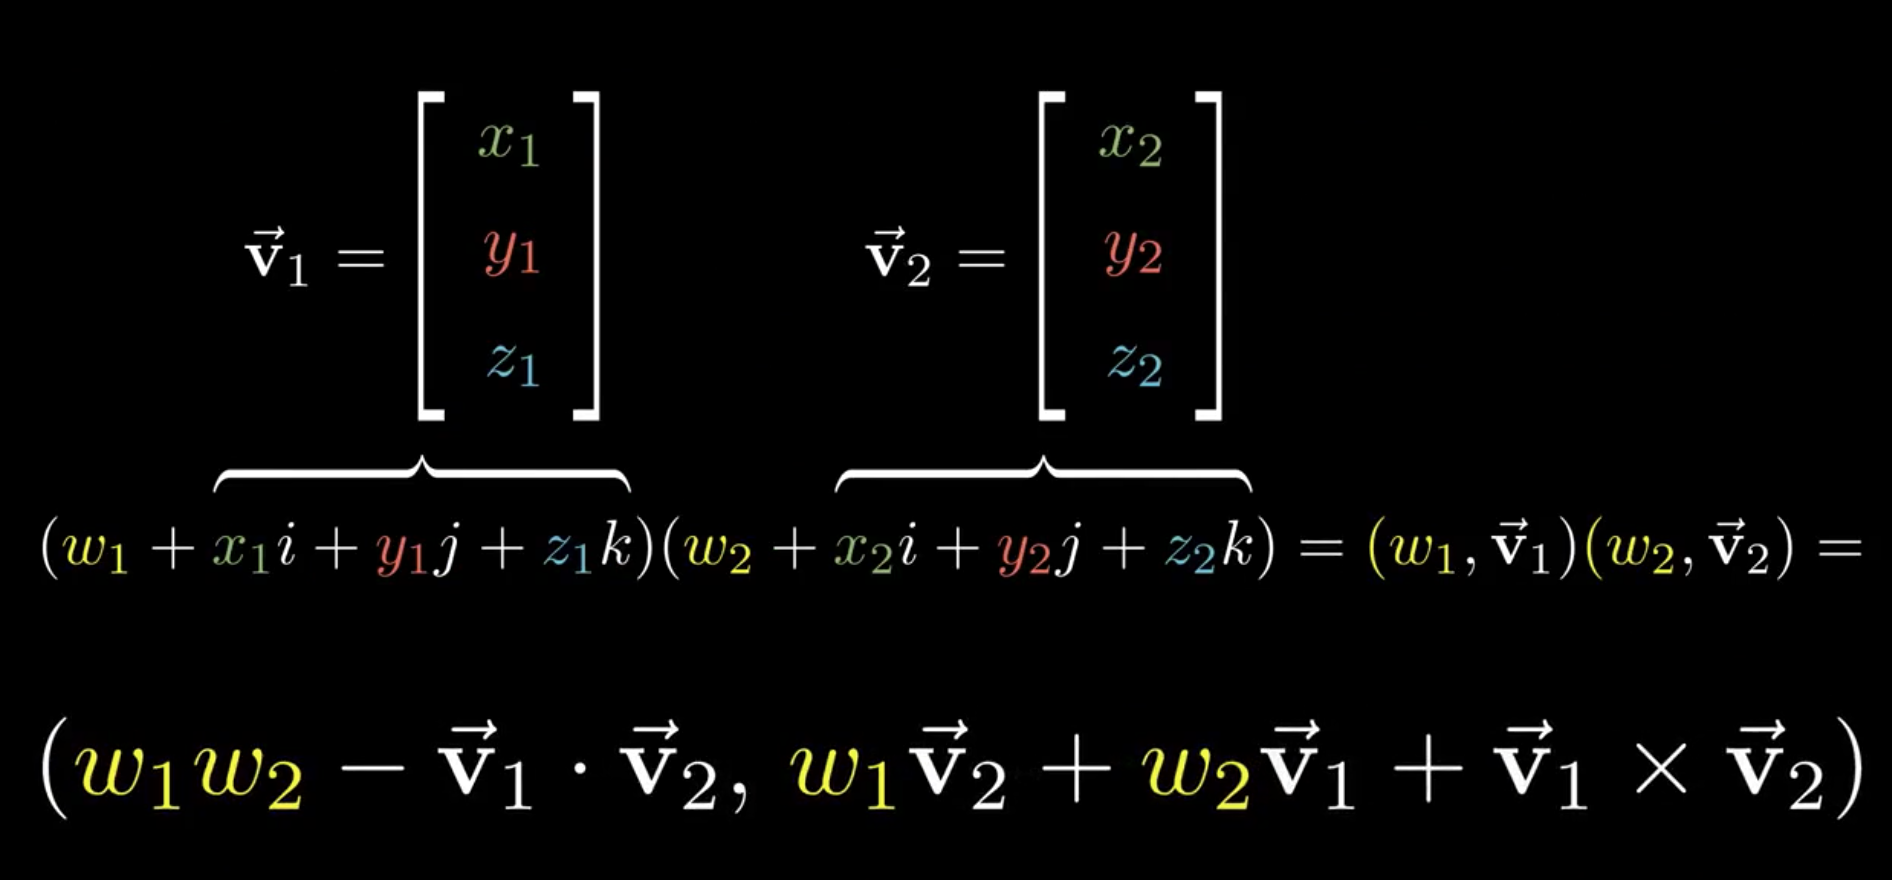 v⃗₁ = [x₁ y₁ z₁] v⃗₂ = [x₂ y₂ z₂]
(w₁ + x₁i + y₁j + z₁k)(w₂ + x₂i + y₂j + z₂k) = (w₁, v⃗₁)(w₂, v⃗₂) =
(w₁w₂ − v⃗₁ · v⃗₂, w₁v⃗₂ + w₂v⃗₁ + v⃗₁ × v⃗₂)